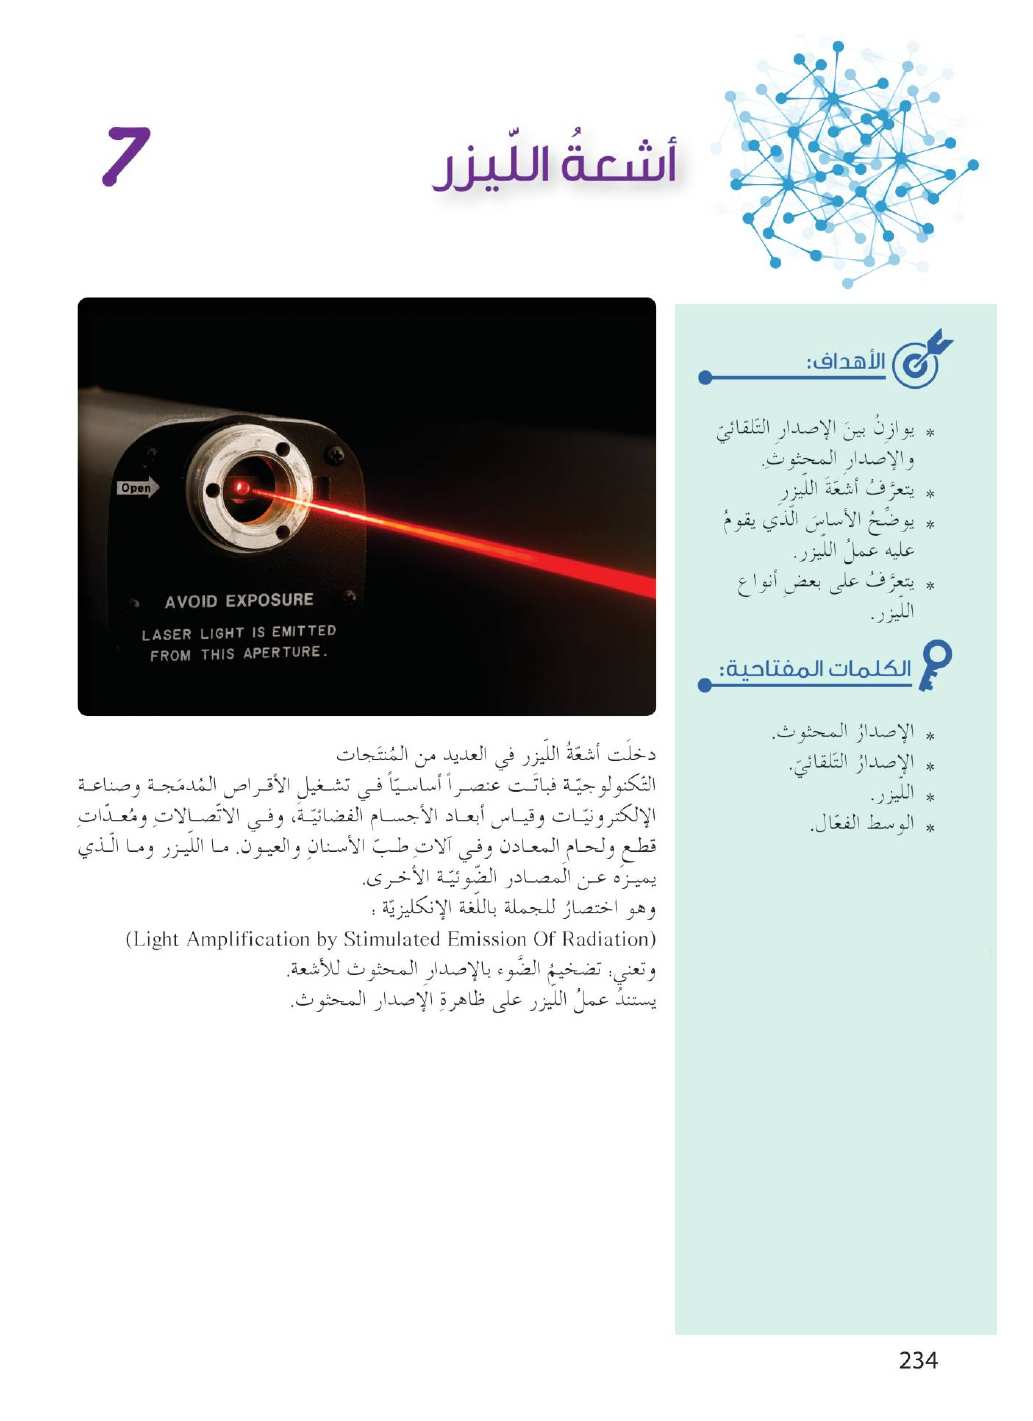 7
أشعةُ اللّيزر
الأهداف:
* يوازنُ بينَ الإصدارِ التّلقائيّ
والإصدارِ المحثوث.
* يتعرَّفُ أشعّةَ اللّيزرِ
* يوضِّحُ الأساسَ الّذي يقومُ
عليه عملُ اللّيزر.
* يتعرَّفُ على بعضِ أنواع
اللّيزر.
الكلمات المفتاحية:
* الإصدارُ المحثوث.
* الإصدارُ التّلقائيّ.
* اللّيزر.
* الوسط الفعّال.
Open
AVOID EXPOSURE
LASER LIGHT IS EMITTED
FROM THIS APERTURE.
دخلَت أشعّةُ اللّيزر في العديد من المُنتَجات
التّكنولوجيّة فباتَت عنصراً أساسيّاً في تشغيلِ الأقراص المُدمَجة وصناعة
الإلكترونيّات وقياس أبعاد الأجسام الفضائيّة، وفي الاتّصالاتِ ومُعدّاتِ
قطعِ ولحامِ المعادن وفي آلاتِ طبّ الأسنانِ والعيون. ما اللّيزر وما الّذي
يميزه عن المصادر الضّوئيّة الأخرى.
وهو اختصارُ للجملة باللّغة الإنكليزيّة :
(Light Amplification by Stimulated Emission Of Radiation)
وتعني: تضخيمُ الضَّوء بالإصدارِ المحثوث للأشعة.
يستندُ عملُ اللّيزر على ظاهرةِ الإصدار المحثوث.
234